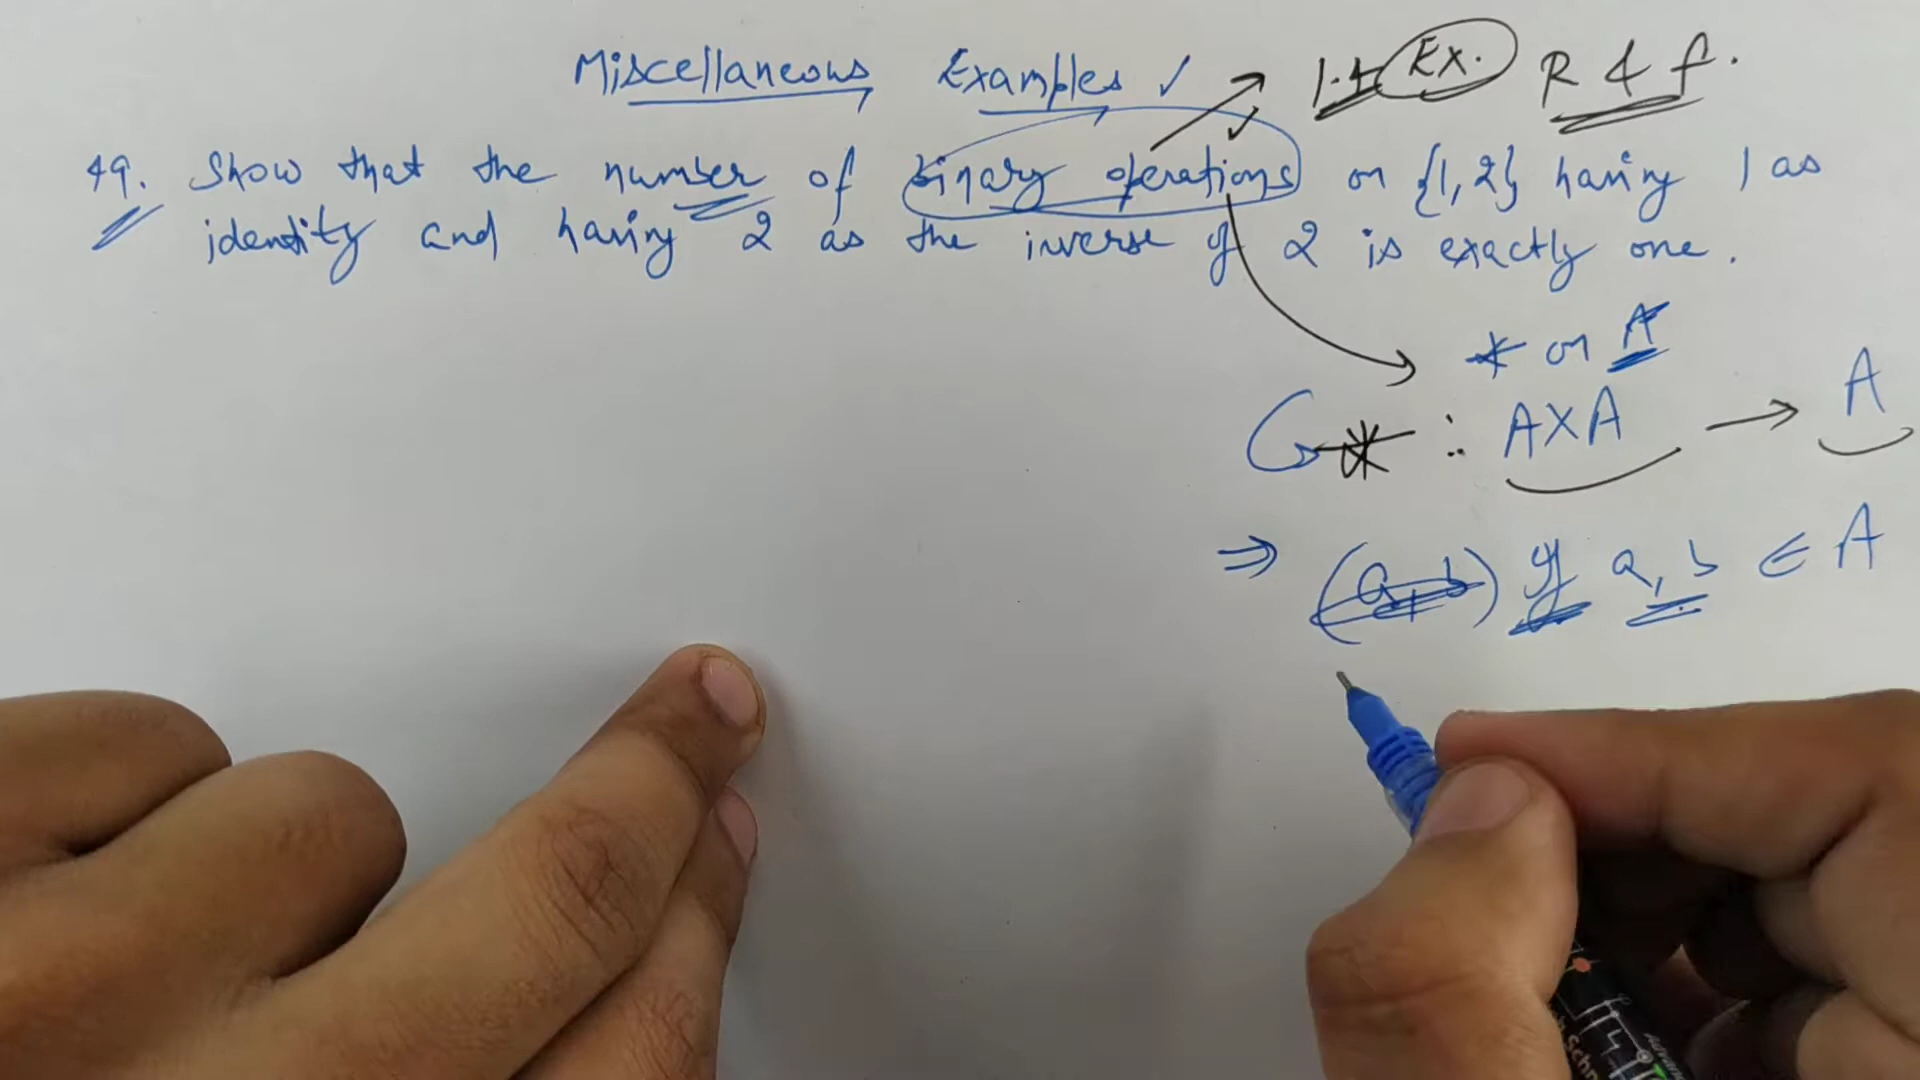 Miscellaneous Examples ✓ 1.4 Ex. R & f.
49. Show that the number of binary operations on {1,2} having 1 as
identity and having 2 as the inverse of 2 is exactly one.
* on A
* : A×A → A
⇒ (a, b) if a, b ∈ A